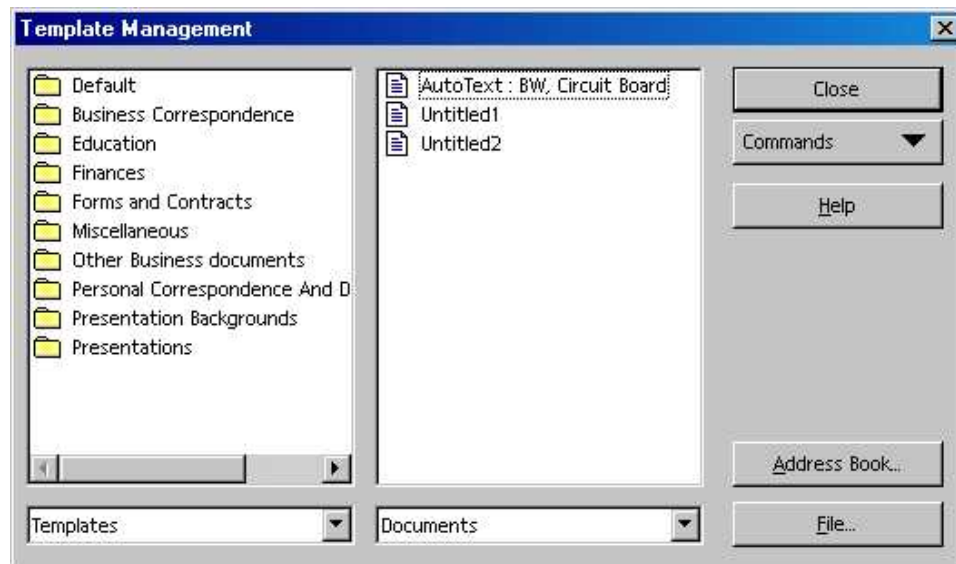 Template Management
Default
Business Correspondence
Education
Finances
Forms and Contracts
Miscellaneous
Other Business documents
Personal Correspondence And D
Presentation Backgrounds
Presentations
Templates
AutoText : BW, Circuit Board
Untitled1
Untitled2
Documents
Close
Commands
Help
Address Book...
File...